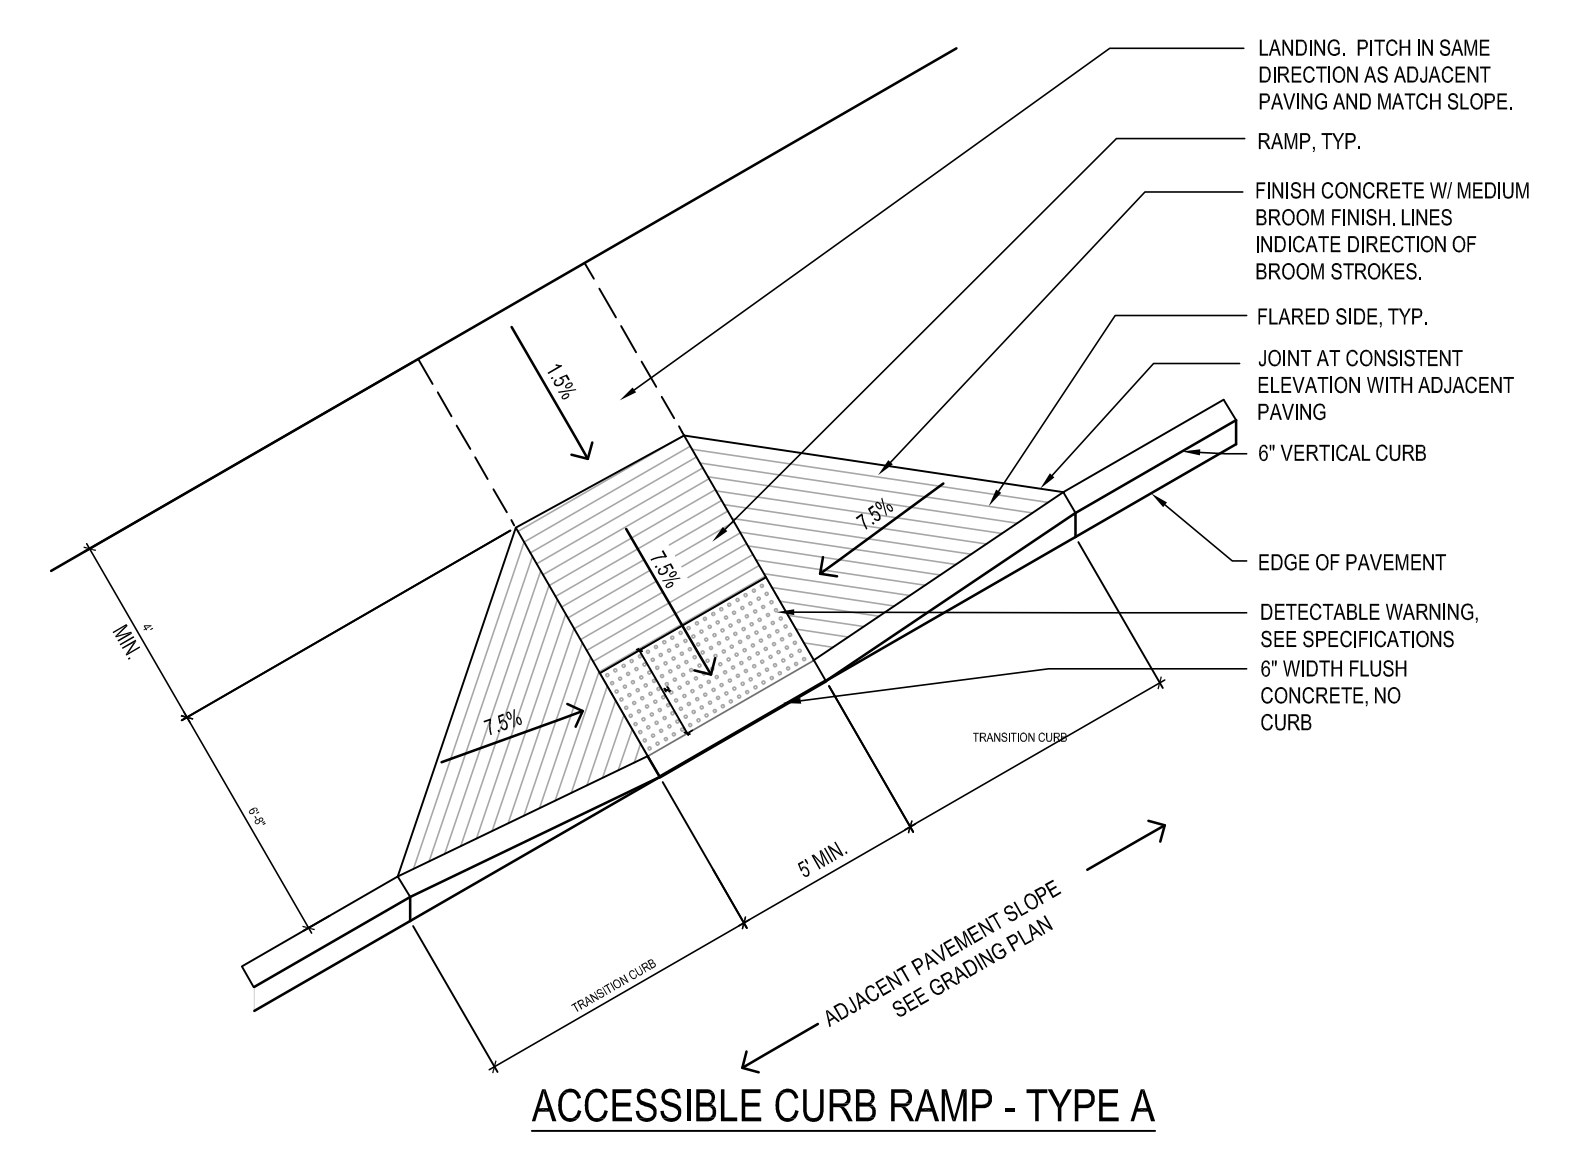 LANDING. PITCH IN SAME
DIRECTION AS ADJACENT
PAVING AND MATCH SLOPE.
RAMP, TYP.
FINISH CONCRETE W/ MEDIUM
BROOM FINISH. LINES
INDICATE DIRECTION OF
BROOM STROKES.
FLARED SIDE, TYP.
JOINT AT CONSISTENT
ELEVATION WITH ADJACENT
PAVING
6" VERTICAL CURB
EDGE OF PAVEMENT
DETECTABLE WARNING,
SEE SPECIFICATIONS
6" WIDTH FLUSH
CONCRETE, NO
CURB
1.5%
7.5%
7.5%
7.5%
4'
MIN.
6'-8"
TRANSITION CURB
5' MIN.
TRANSITION CURB
ADJACENT PAVEMENT SLOPE
SEE GRADING PLAN
ACCESSIBLE CURB RAMP - TYPE A